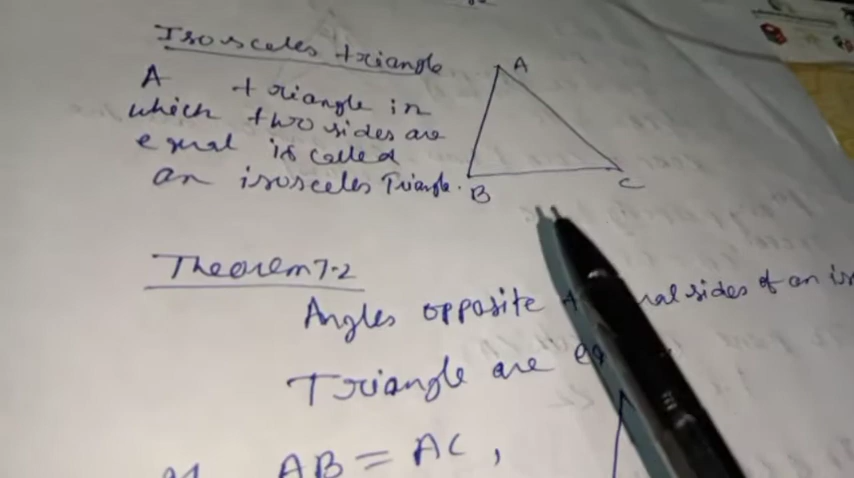 Isosceles triangle
A triangle in
which two sides are
equal is called
an isosceles Triangle.
A
B
C
Theorem 7.2
Angles opposite sides of an
Triangle are
AB = AC,